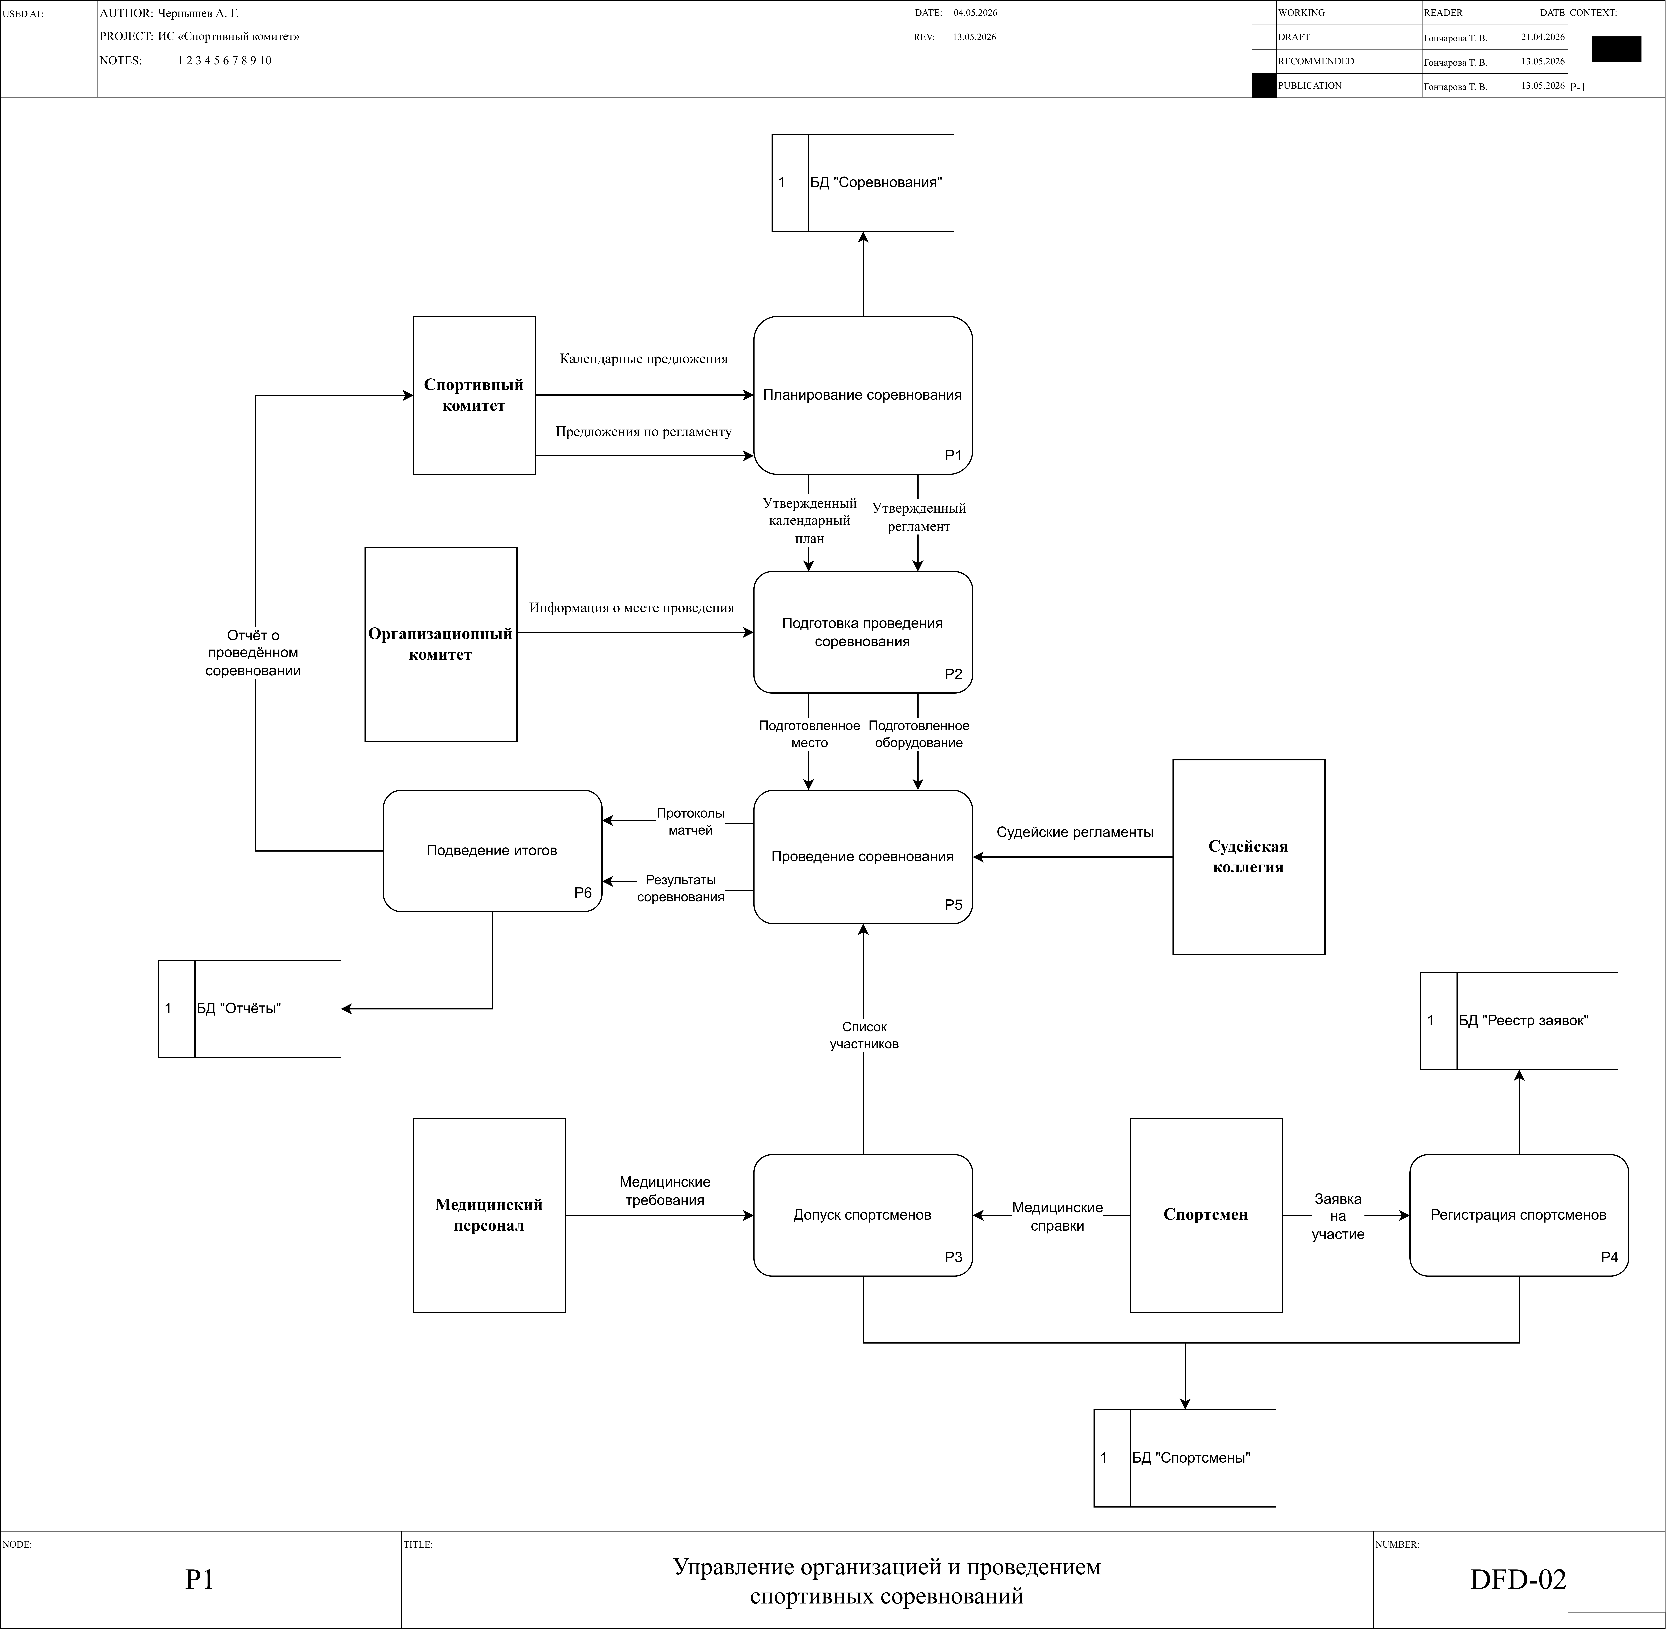 USED AT:
AUTHOR: Чернышев А. Г.
DATE: 04.05.2026
WORKING
READER
DATE
CONTEXT:
PROJECT: ИС «Спортивный комитет»
REV: 13.05.2026
DRAFT
Гончарова Т. В.
21.04.2026
NOTES: 1 2 3 4 5 6 7 8 9 10
RECOMMENDED
Гончарова Т. В.
13.05.2026
PUBLICATION
Гончарова Т. В.
13.05.2026
1
БД "Соревнования"
Спортивный
комитет
Календарные предложения
Предложения по регламенту
Планирование соревнования
P1
Утвержденный
календарный
план
Утвержденный
регламент
Организационный
комитет
Информация о месте проведения
Подготовка проведения
соревнования
P2
Отчёт о
проведённом
соревновании
Подготовленное
место
Подготовленное
оборудование
Подведение итогов
P6
Протоколы
матчей
Результаты
соревнования
Проведение соревнования
P5
Судейские регламенты
Судейская
коллегия
1
БД "Отчёты"
Список
участников
1
БД "Реестр заявок"
Медицинский
персонал
Медицинские
требования
Допуск спортсменов
P3
Медицинские
справки
Спортсмен
Заявка
на
участие
Регистрация спортсменов
P4
1
БД "Спортсмены"
NODE:
P1
TITLE:
Управление организацией и проведением
спортивных соревнований
NUMBER:
DFD-02